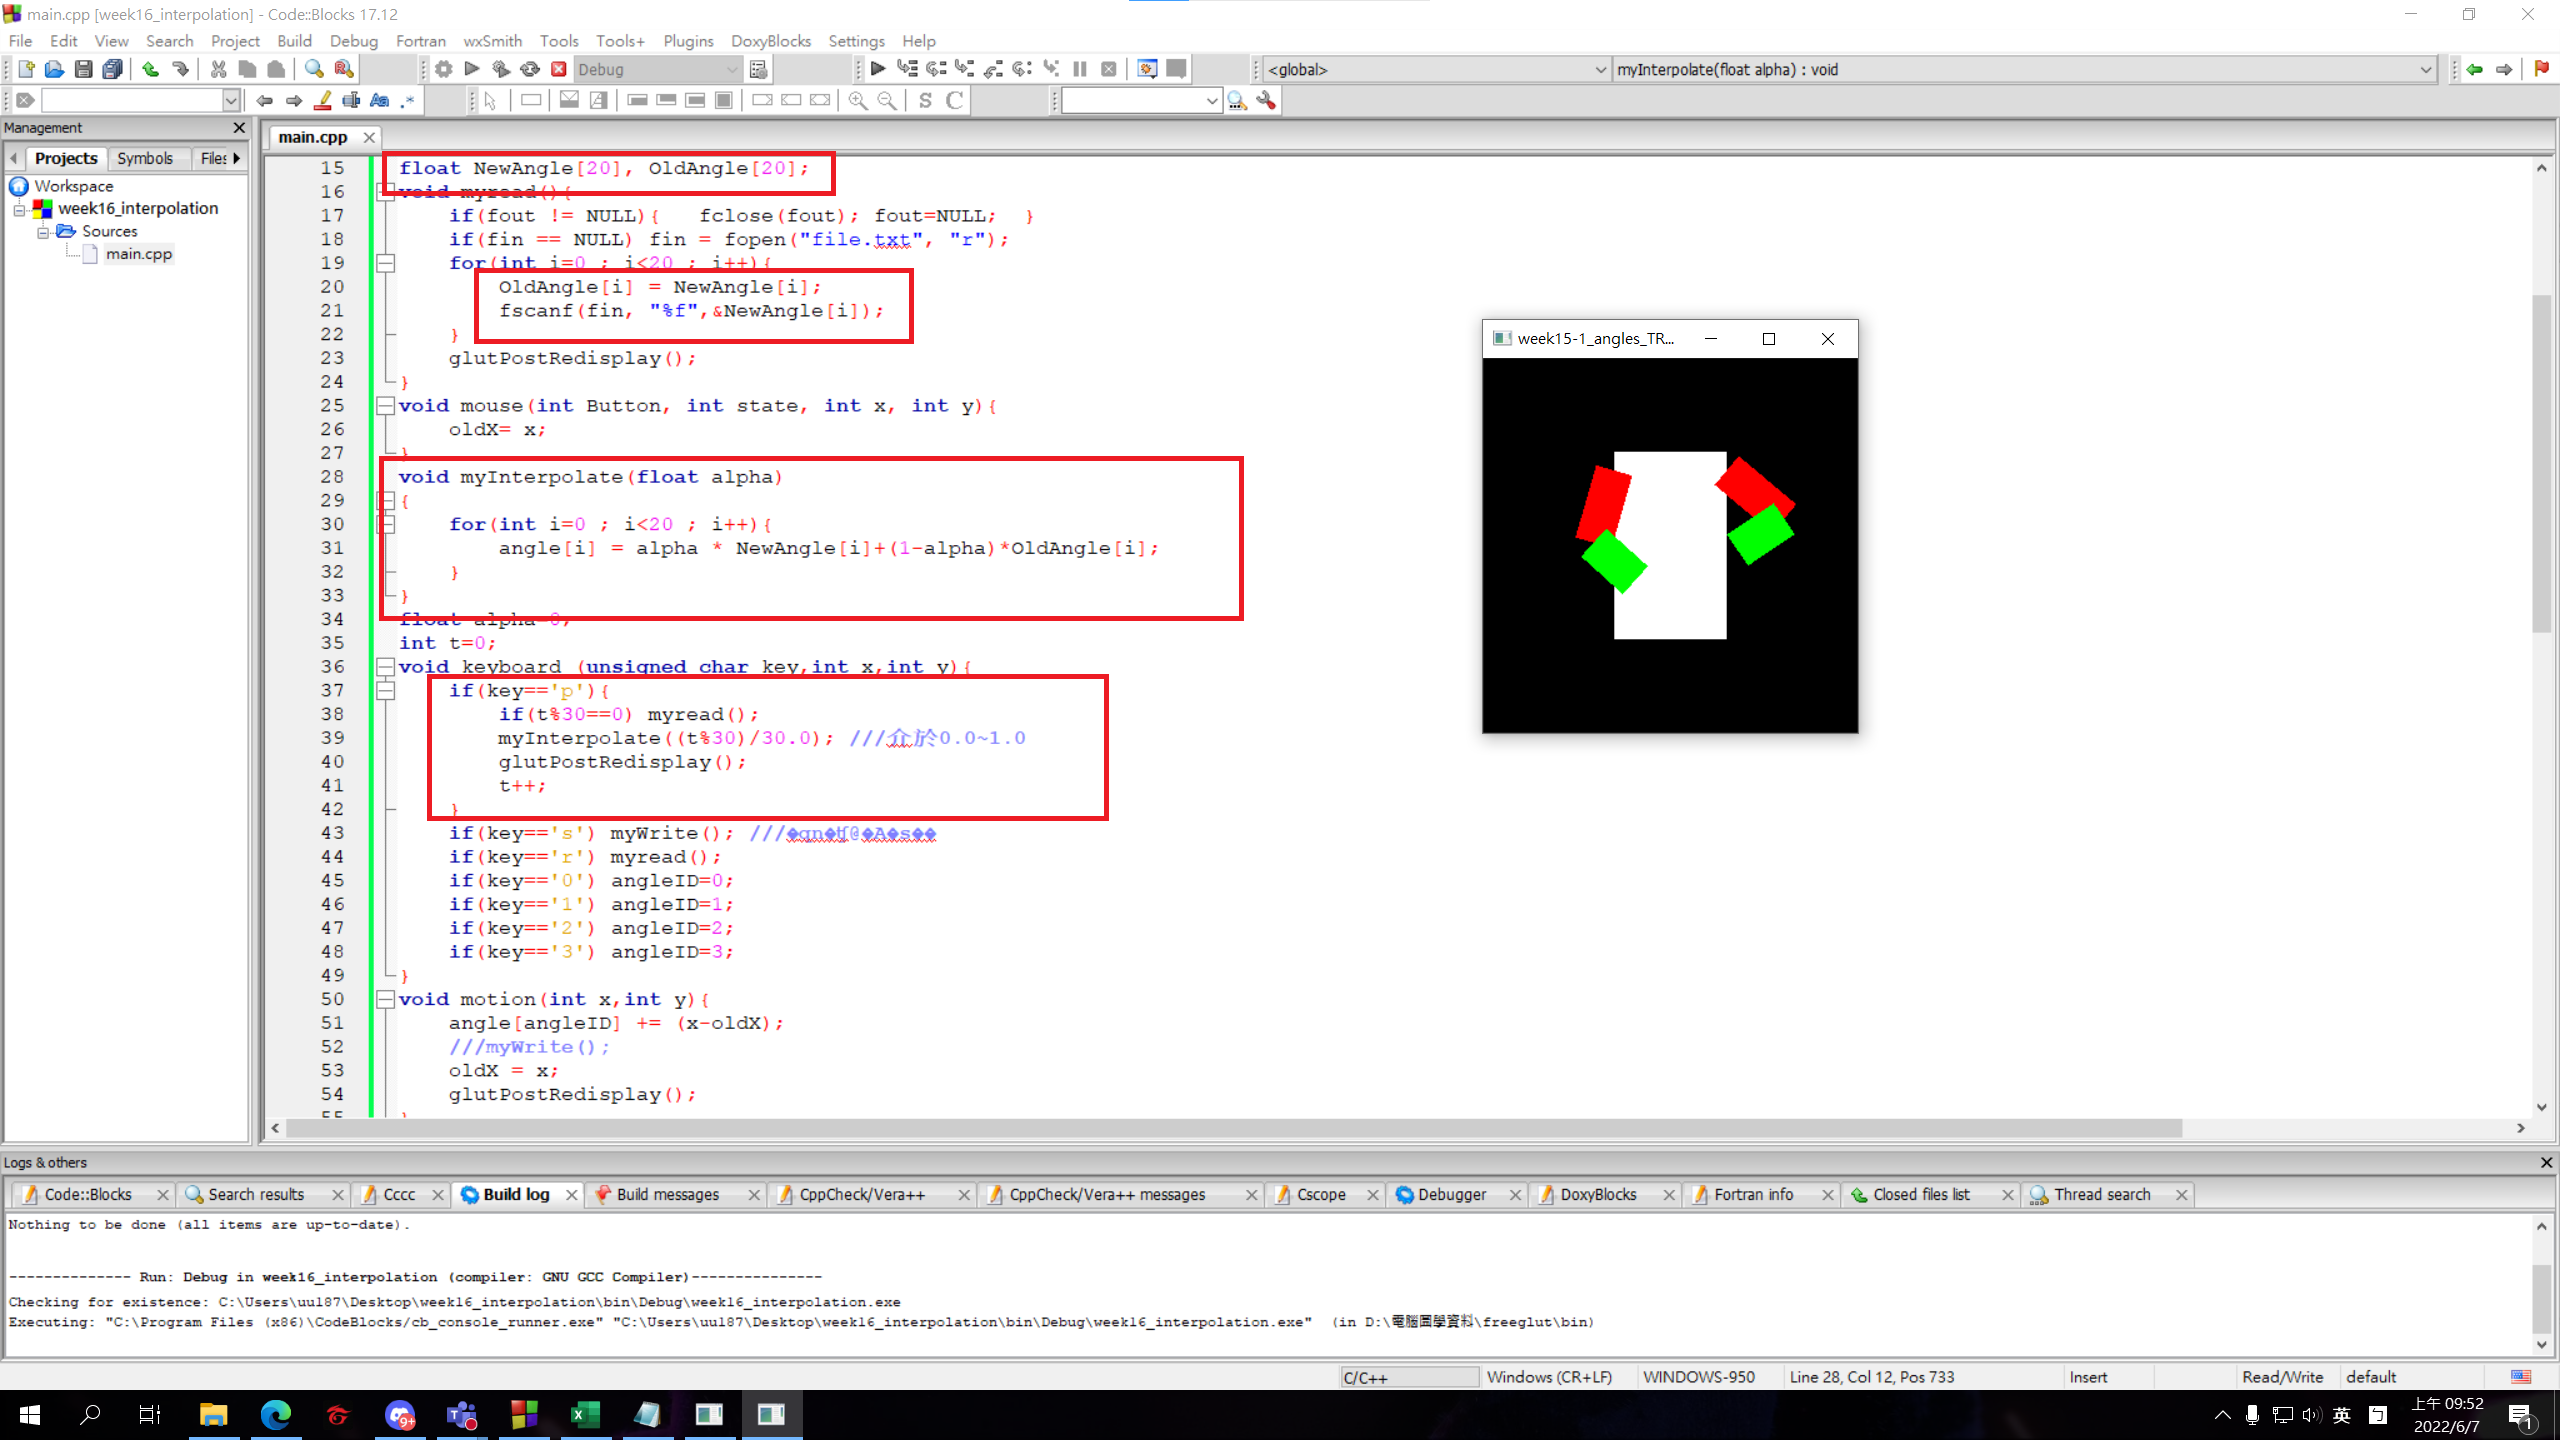 main.cpp [week16_interpolation] - Code::Blocks 17.12
File Edit View Search Project Build Debug Fortran wxSmith Tools Tools+ Plugins DoxyBlocks Settings Help
Debug <global> myInterpolate(float alpha) : void
Management
Projects Symbols Files
Workspace
week16_interpolation
Sources
main.cpp
main.cpp
15 float NewAngle[20], OldAngle[20];
16 void myread(){
17 if(fout != NULL){ fclose(fout); fout=NULL; }
18 if(fin == NULL) fin = fopen("file.txt", "r");
19 for(int i=0 ; i<20 ; i++){
20 OldAngle[i] = NewAngle[i];
21 fscanf(fin, "%f",&NewAngle[i]);
22 }
23 glutPostRedisplay();
24 }
25 void mouse(int Button, int state, int x, int y){
26 oldX= x;
27 }
28 void myInterpolate(float alpha)
29 {
30 for(int i=0 ; i<20 ; i++){
31 angle[i] = alpha * NewAngle[i]+(1-alpha)*OldAngle[i];
32 }
33 }
34 float alpha=0;
35 int t=0;
36 void keyboard (unsigned char key,int x,int y){
37 if(key=='p'){
38 if(t%30==0) myread();
39 myInterpolate((t%30)/30.0); ///介於0.0~1.0
40 glutPostRedisplay();
41 t++;
42 }
43 if(key=='s') myWrite(); ///
44 if(key=='r') myread();
45 if(key=='0') angleID=0;
46 if(key=='1') angleID=1;
47 if(key=='2') angleID=2;
48 if(key=='3') angleID=3;
49 }
50 void motion(int x,int y){
51 angle[angleID] += (x-oldX);
52 ///myWrite();
53 oldX = x;
54 glutPostRedisplay();
55 }
week15-1_angles_TR...
Logs & others
Code::Blocks Search results Cccc Build log Build messages CppCheck/Vera++ CppCheck/Vera++ messages Cscope Debugger DoxyBlocks Fortran info Closed files list Thread search
Nothing to be done (all items are up-to-date).
-------------- Run: Debug in week16_interpolation (compiler: GNU GCC Compiler)---------------
Checking for existence: C:\Users\uu187\Desktop\week16_interpolation\bin\Debug\week16_interpolation.exe
Executing: "C:\Program Files (x86)\CodeBlocks/cb_console_runner.exe" "C:\Users\uu187\Desktop\week16_interpolation\bin\Debug\week16_interpolation.exe" (in D:\電腦圖學資料\freeglut\bin)
C/C++ Windows (CR+LF) WINDOWS-950 Line 28, Col 12, Pos 733 Insert Read/Write default
英 ㄅ 上午 09:52
2022/6/7